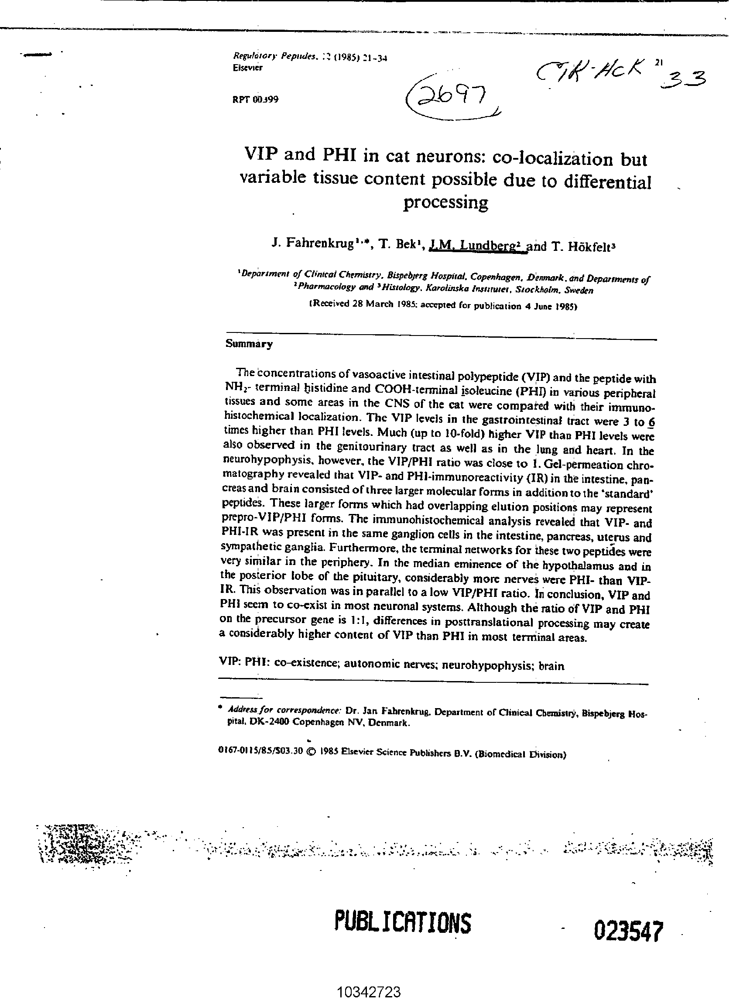 Regulatory Peptides, 12 (1985) 21-34
Elsevier
21
33
RPT 00399
2697
VIP and PHI in cat neurons: co-localization but
variable tissue content possible due to differential
processing
J. Fahrenkrug¹,*, T. Bek¹, J.M. Lundberg² and T. Hökfelt³
¹Department of Clinical Chemistry, Bispebjerg Hospital, Copenhagen, Denmark, and Departments of
²Pharmacology and ³Histology, Karolinska Institutet, Stockholm, Sweden
(Received 28 March 1985; accepted for publication 4 June 1985)
Summary
The concentrations of vasoactive intestinal polypeptide (VIP) and the peptide with
NH₂- terminal histidine and COOH-terminal isoleucine (PHI) in various peripheral
tissues and some areas in the CNS of the cat were compared with their immuno-
histochemical localization. The VIP levels in the gastrointestinal tract were 3 to 6
times higher than PHI levels. Much (up to 10-fold) higher VIP than PHI levels were
also observed in the genitourinary tract as well as in the lung and heart. In the
neurohypophysis, however, the VIP/PHI ratio was close to 1. Gel-permeation chro-
matography revealed that VIP- and PHI-immunoreactivity (IR) in the intestine, pan-
creas and brain consisted of three larger molecular forms in addition to the 'standard'
peptides. These larger forms which had overlapping elution positions may represent
prepro-VIP/PHI forms. The immunohistochemical analysis revealed that VIP- and
PHI-IR was present in the same ganglion cells in the intestine, pancreas, uterus and
sympathetic ganglia. Furthermore, the terminal networks for these two peptides were
very similar in the periphery. In the median eminence of the hypothalamus and in
the posterior lobe of the pituitary, considerably more nerves were PHI- than VIP-
IR. This observation was in parallel to a low VIP/PHI ratio. In conclusion, VIP and
PHI seem to co-exist in most neuronal systems. Although the ratio of VIP and PHI
on the precursor gene is 1:1, differences in posttranslational processing may create
a considerably higher content of VIP than PHI in most terminal areas.
VIP: PHI: co-existence; autonomic nerves; neurohypophysis; brain
* Address for correspondence: Dr. Jan Fahrenkrug, Department of Clinical Chemistry, Bispebjerg Hos-
pital, DK-2400 Copenhagen NV, Denmark.
0167-0115/85/$03.30 © 1985 Elsevier Science Publishers B.V. (Biomedical Division)
PUBLICATIONS
023547
10342723